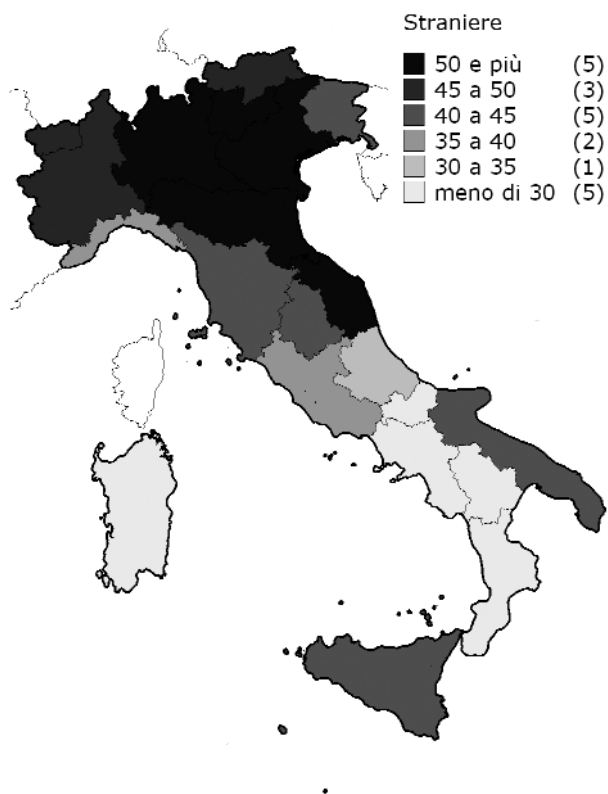 Straniere
50 e più (5)
45 a 50 (3)
40 a 45 (5)
35 a 40 (2)
30 a 35 (1)
meno di 30 (5)